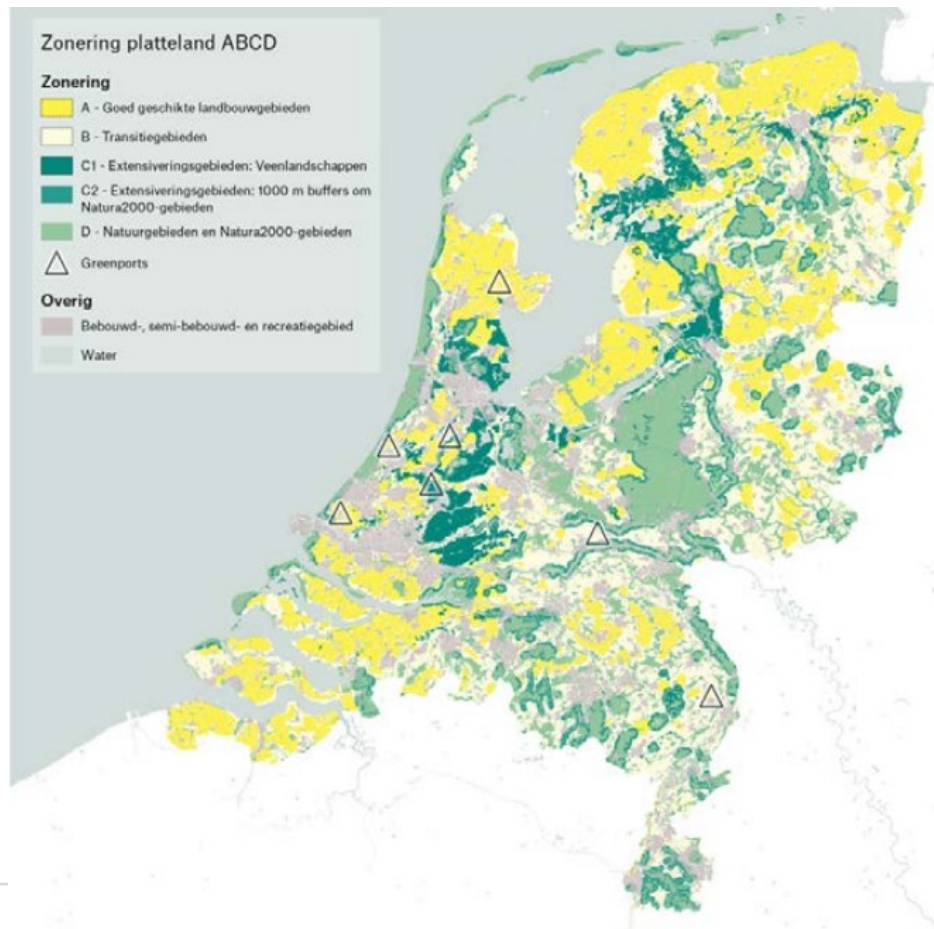 Zonering platteland ABCD
Zonering
A - Goed geschikte landbouwgebieden
B - Transitiegebieden
C1 - Extensiveringsgebieden: Veenlandschappen
C2 - Extensiveringsgebieden: 1000 m buffers om
Natura2000-gebieden
D - Natuurgebieden en Natura2000-gebieden
Greenports
Overig
Bebouwd-, semi-bebouwd- en recreatiegebied
Water